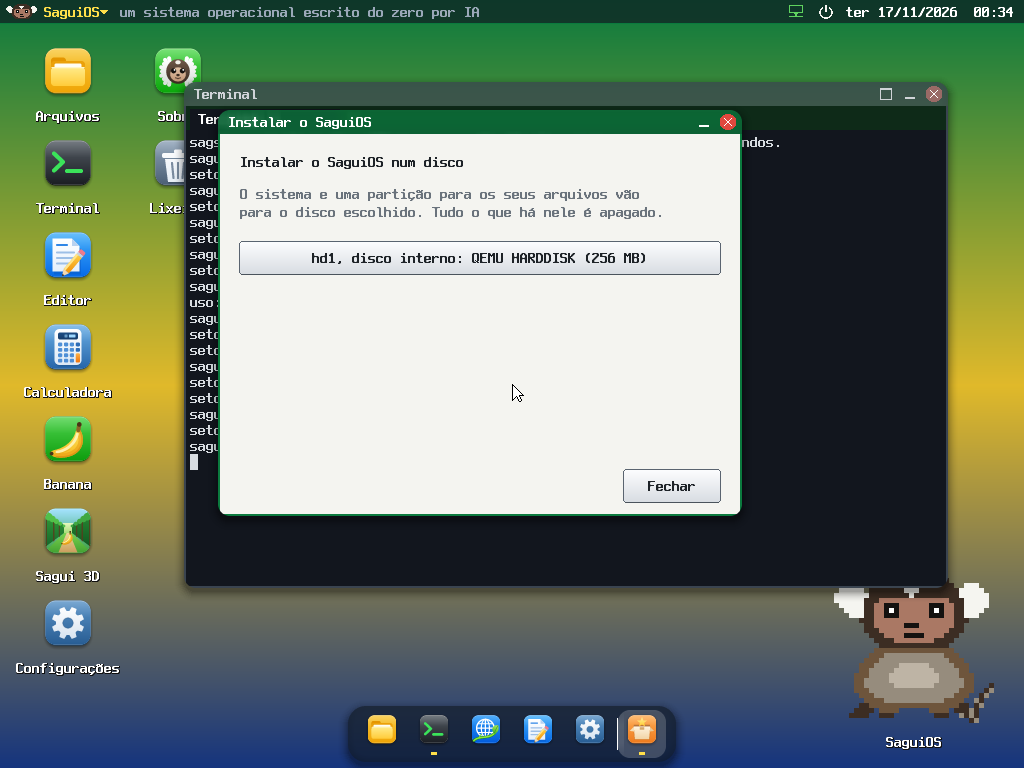 SaguiOS um sistema operacional escrito do zero por IA ter 17/11/2026 00:34
Arquivos
Terminal
Editor
Calculadora
Banana
Sagui 3D
Configurações
Terminal
Instalar o SaguiOS
ndos.
uso:
Instalar o SaguiOS num disco
O sistema e uma partição para os seus arquivos vão
para o disco escolhido. Tudo o que há nele é apagado.
hd1, disco interno: QEMU HARDDISK (256 MB)
Fechar
SaguiOS